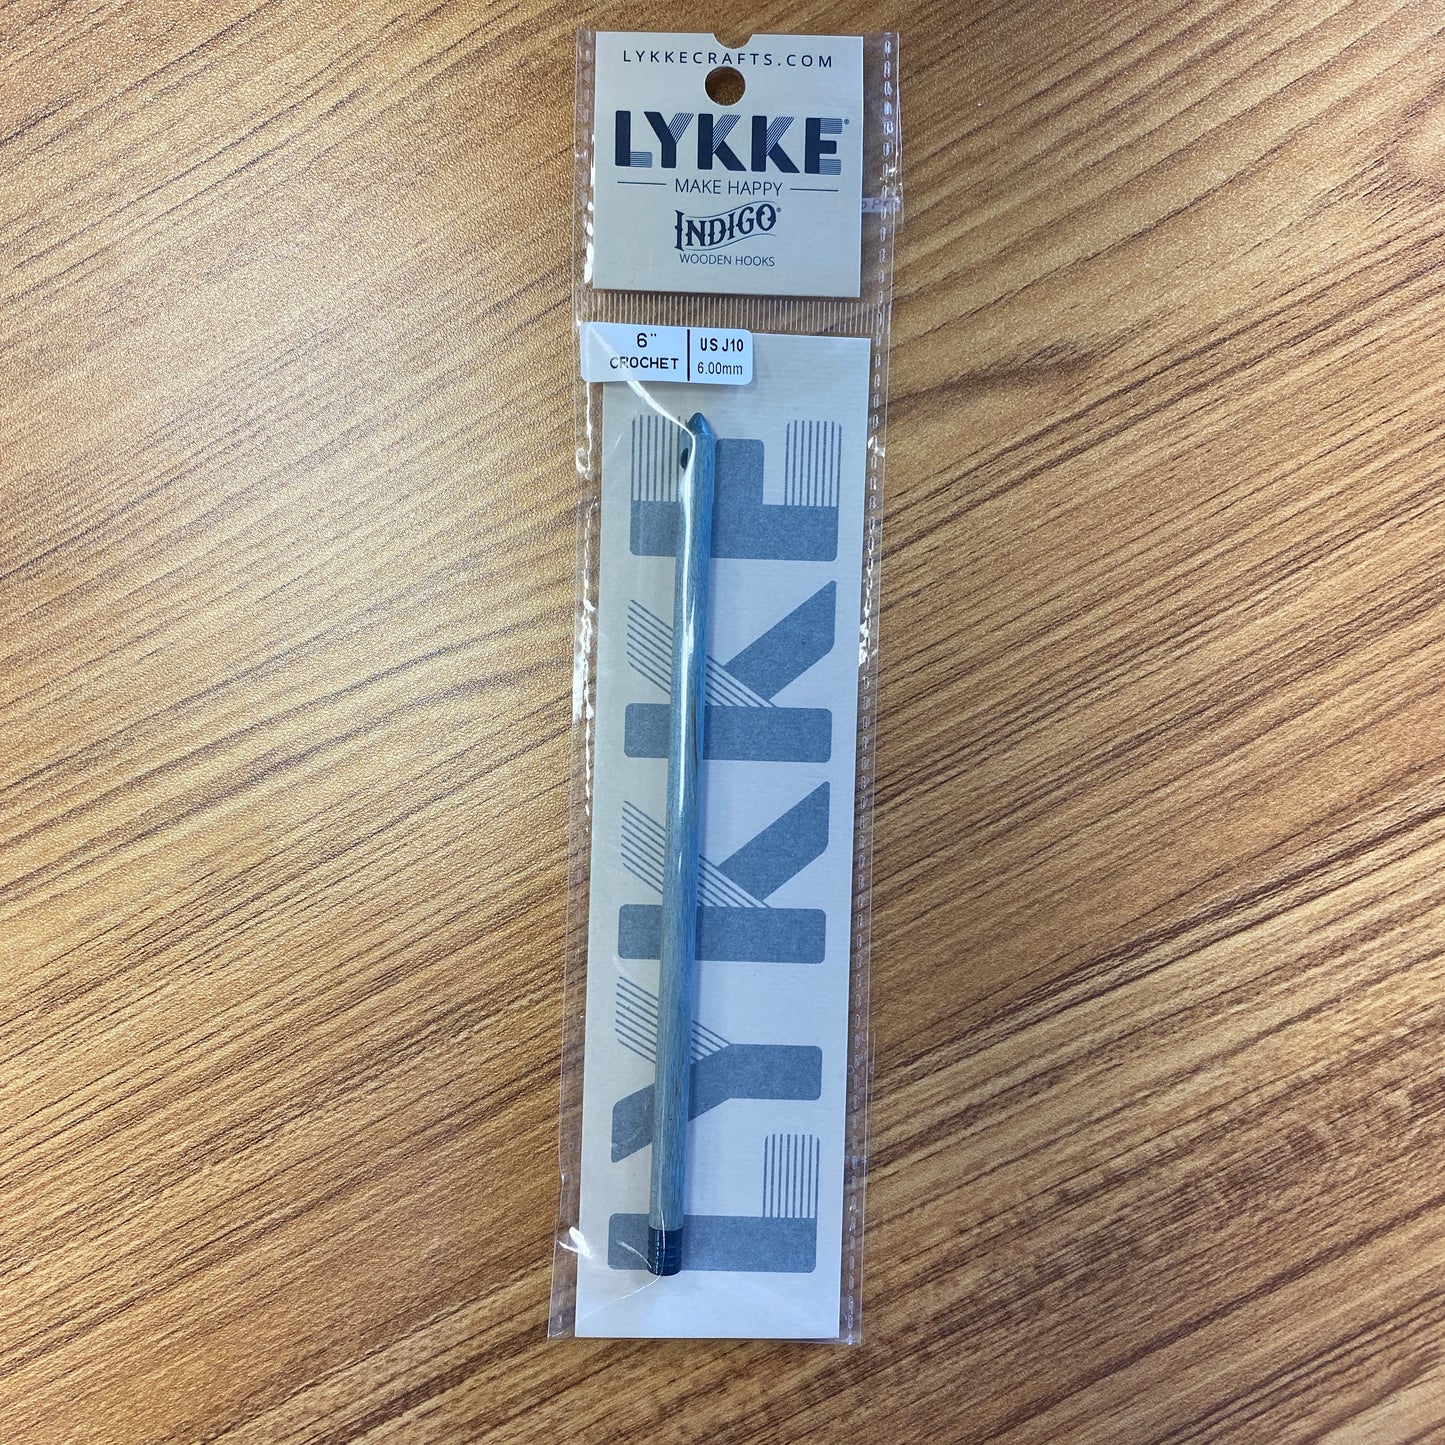 LYKKECRAFTS.COM
LYKKE®
MAKE HAPPY
INDIGO®
WOODEN HOOKS
6" US J10
CROCHET 6.00mm
LYKKE